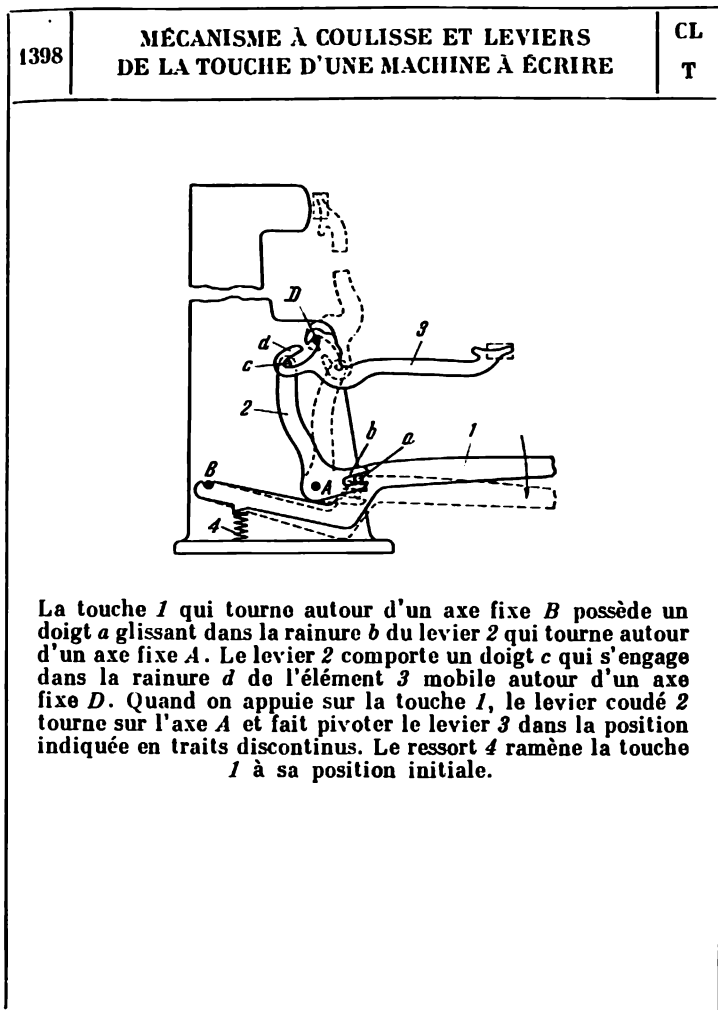 1398
MÉCANISME À COULISSE ET LEVIERS
DE LA TOUCHE D'UNE MACHINE À ÉCRIRE
CL
T
D
d
c
3
2
b
a
1
B
A
4
La touche 1 qui tourne autour d'un axe fixe B possède un
doigt a glissant dans la rainure b du levier 2 qui tourne autour
d'un axe fixe A. Le levier 2 comporte un doigt c qui s'engage
dans la rainure d de l'élément 3 mobile autour d'un axe
fixe D. Quand on appuie sur la touche 1, le levier coudé 2
tourne sur l'axe A et fait pivoter le levier 3 dans la position
indiquée en traits discontinus. Le ressort 4 ramène la touche
1 à sa position initiale.